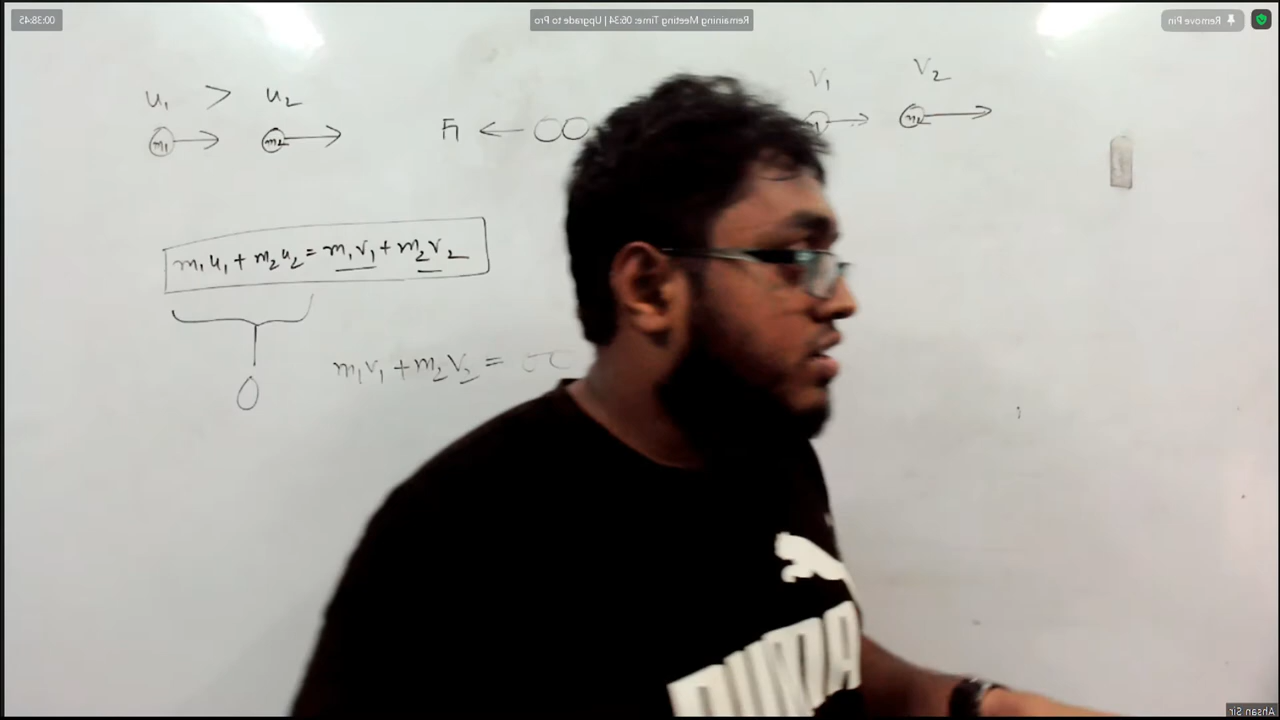 00:38:45
Remaining Meeting Time: 06:34 | Upgrade to Pro
Remove Pin
u₁ > u₂
m₁ m₂
F₁
v₁ v₂
m₂
m₁u₁ + m₂u₂ = m₁v₁ + m₂v₂
0
m₁v₁ + m₂v₂ =
PUMA
Ahsan Sir